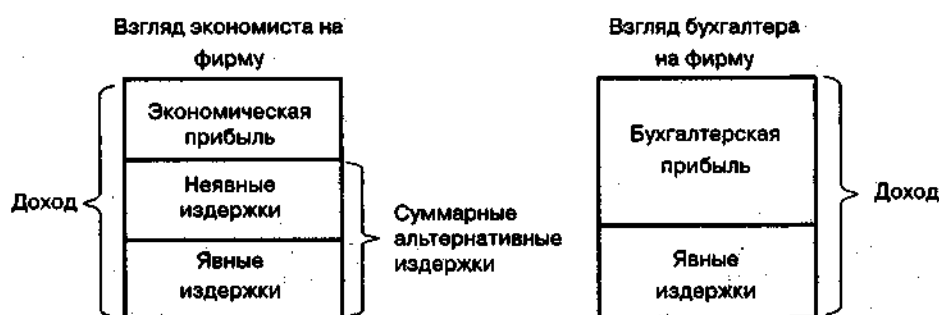 Взгляд экономиста на
фирму
Взгляд бухгалтера
на фирму
Экономическая
прибыль
Неявные
издержки
Явные
издержки
Доход
Суммарные
альтернативные
издержки
Бухгалтерская
прибыль
Явные
издержки
Доход